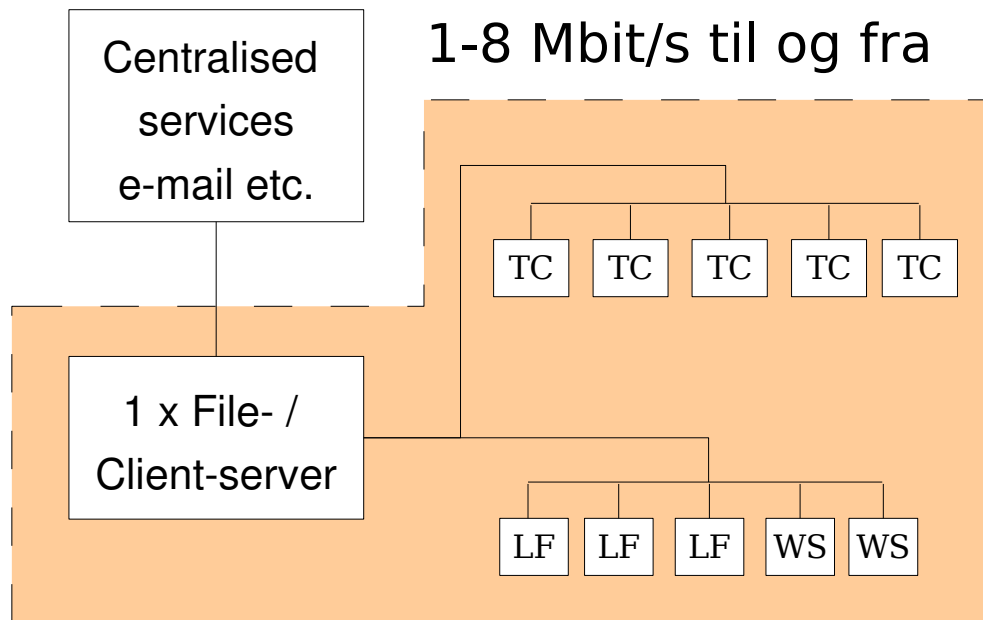 Centralised
services
e-mail etc.
1-8 Mbit/s til og fra
TC TC TC TC TC
1 x File- /
Client-server
LF LF LF WS WS